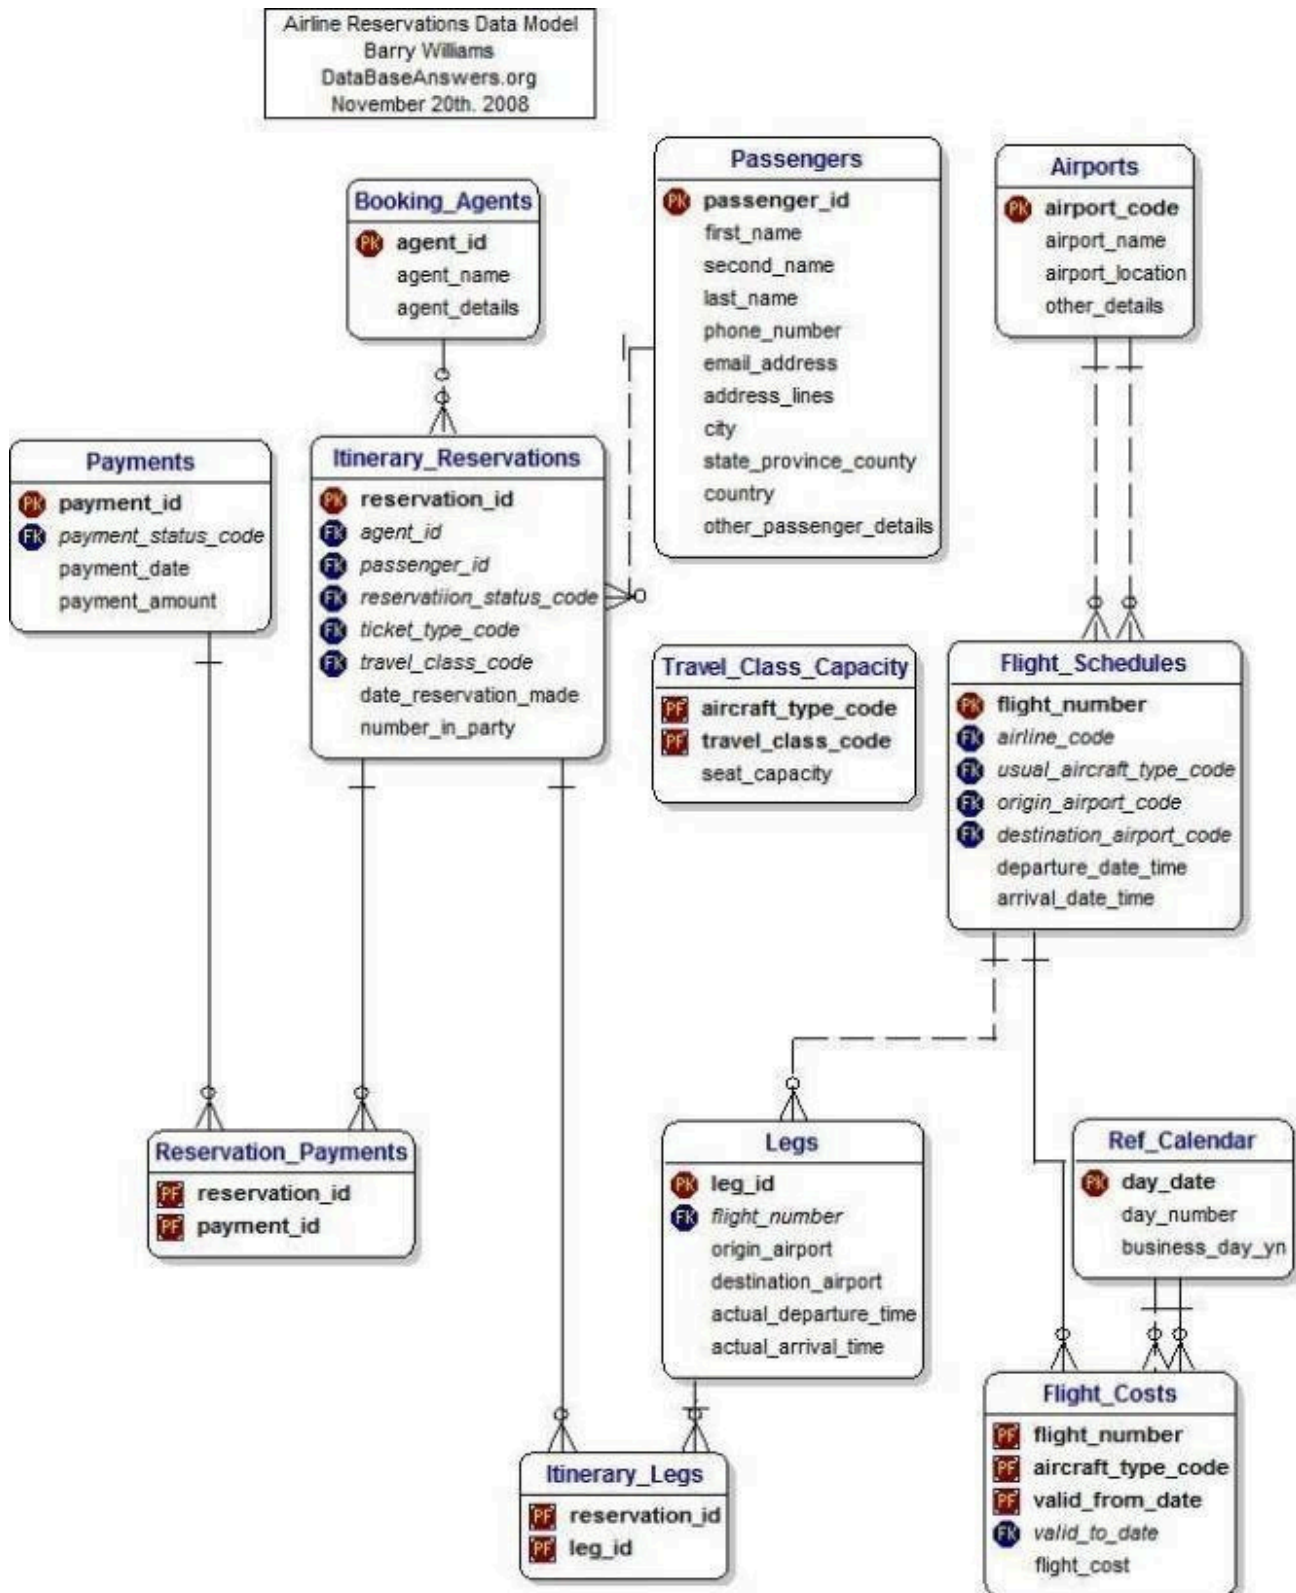 Airline Reservations Data Model
Barry Williams
DataBaseAnswers.org
November 20th. 2008
Booking_Agents
PK agent_id
agent_name
agent_details
Passengers
PK passenger_id
first_name
second_name
last_name
phone_number
email_address
address_lines
city
state_province_county
country
other_passenger_details
Airports
PK airport_code
airport_name
airport_location
other_details
Payments
PK payment_id
FK payment_status_code
payment_date
payment_amount
Itinerary_Reservations
PK reservation_id
FK agent_id
FK passenger_id
FK reservatiion_status_code
FK ticket_type_code
FK travel_class_code
date_reservation_made
number_in_party
Travel_Class_Capacity
PF aircraft_type_code
PF travel_class_code
seat_capacity
Flight_Schedules
PK flight_number
FK airline_code
FK usual_aircraft_type_code
FK origin_airport_code
FK destination_airport_code
departure_date_time
arrival_date_time
Reservation_Payments
PF reservation_id
PF payment_id
Legs
PK leg_id
FK flight_number
origin_airport
destination_airport
actual_departure_time
actual_arrival_time
Ref_Calendar
PK day_date
day_number
business_day_yn
Itinerary_Legs
PF reservation_id
PF leg_id
Flight_Costs
PF flight_number
PF aircraft_type_code
PF valid_from_date
FK valid_to_date
flight_cost